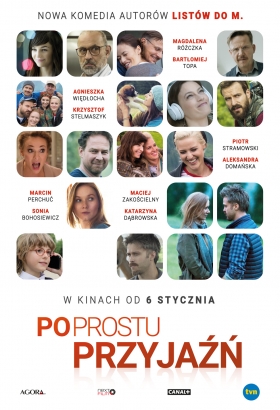 NOWA KOMEDIA AUTORÓW LISTÓW DO M.
MAGDALENA
RÓŻCZKA
BARTŁOMIEJ
TOPA
AGNIESZKA
WIĘDŁOCHA
KRZYSZTOF
STELMASZYK
PIOTR
STRAMOWSKI
ALEKSANDRA
DOMAŃSKA
MARCIN
PERCHUĆ
SONIA
BOHOSIEWICZ
MACIEJ
ZAKOŚCIELNY
KATARZYNA
DĄBROWSKA
W KINACH OD 6 STYCZNIA
PO PROSTU
PRZYJAŹŃ
AGORA
CANAL+
tvn